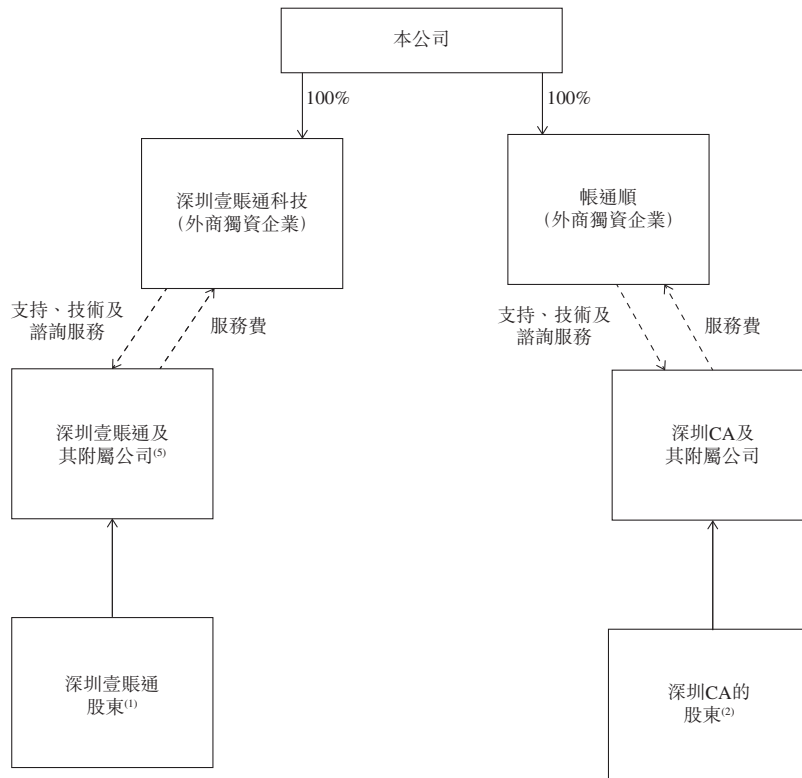 本公司
100%
100%
深圳壹賬通科技
（外商獨資企業）
帳通順
（外商獨資企業）
支持、技術及
諮詢服務
服務費
支持、技術及
諮詢服務
服務費
深圳壹賬通及
其附屬公司(5)
深圳CA及
其附屬公司
深圳壹賬通
股東(1)
深圳CA的
股東(2)